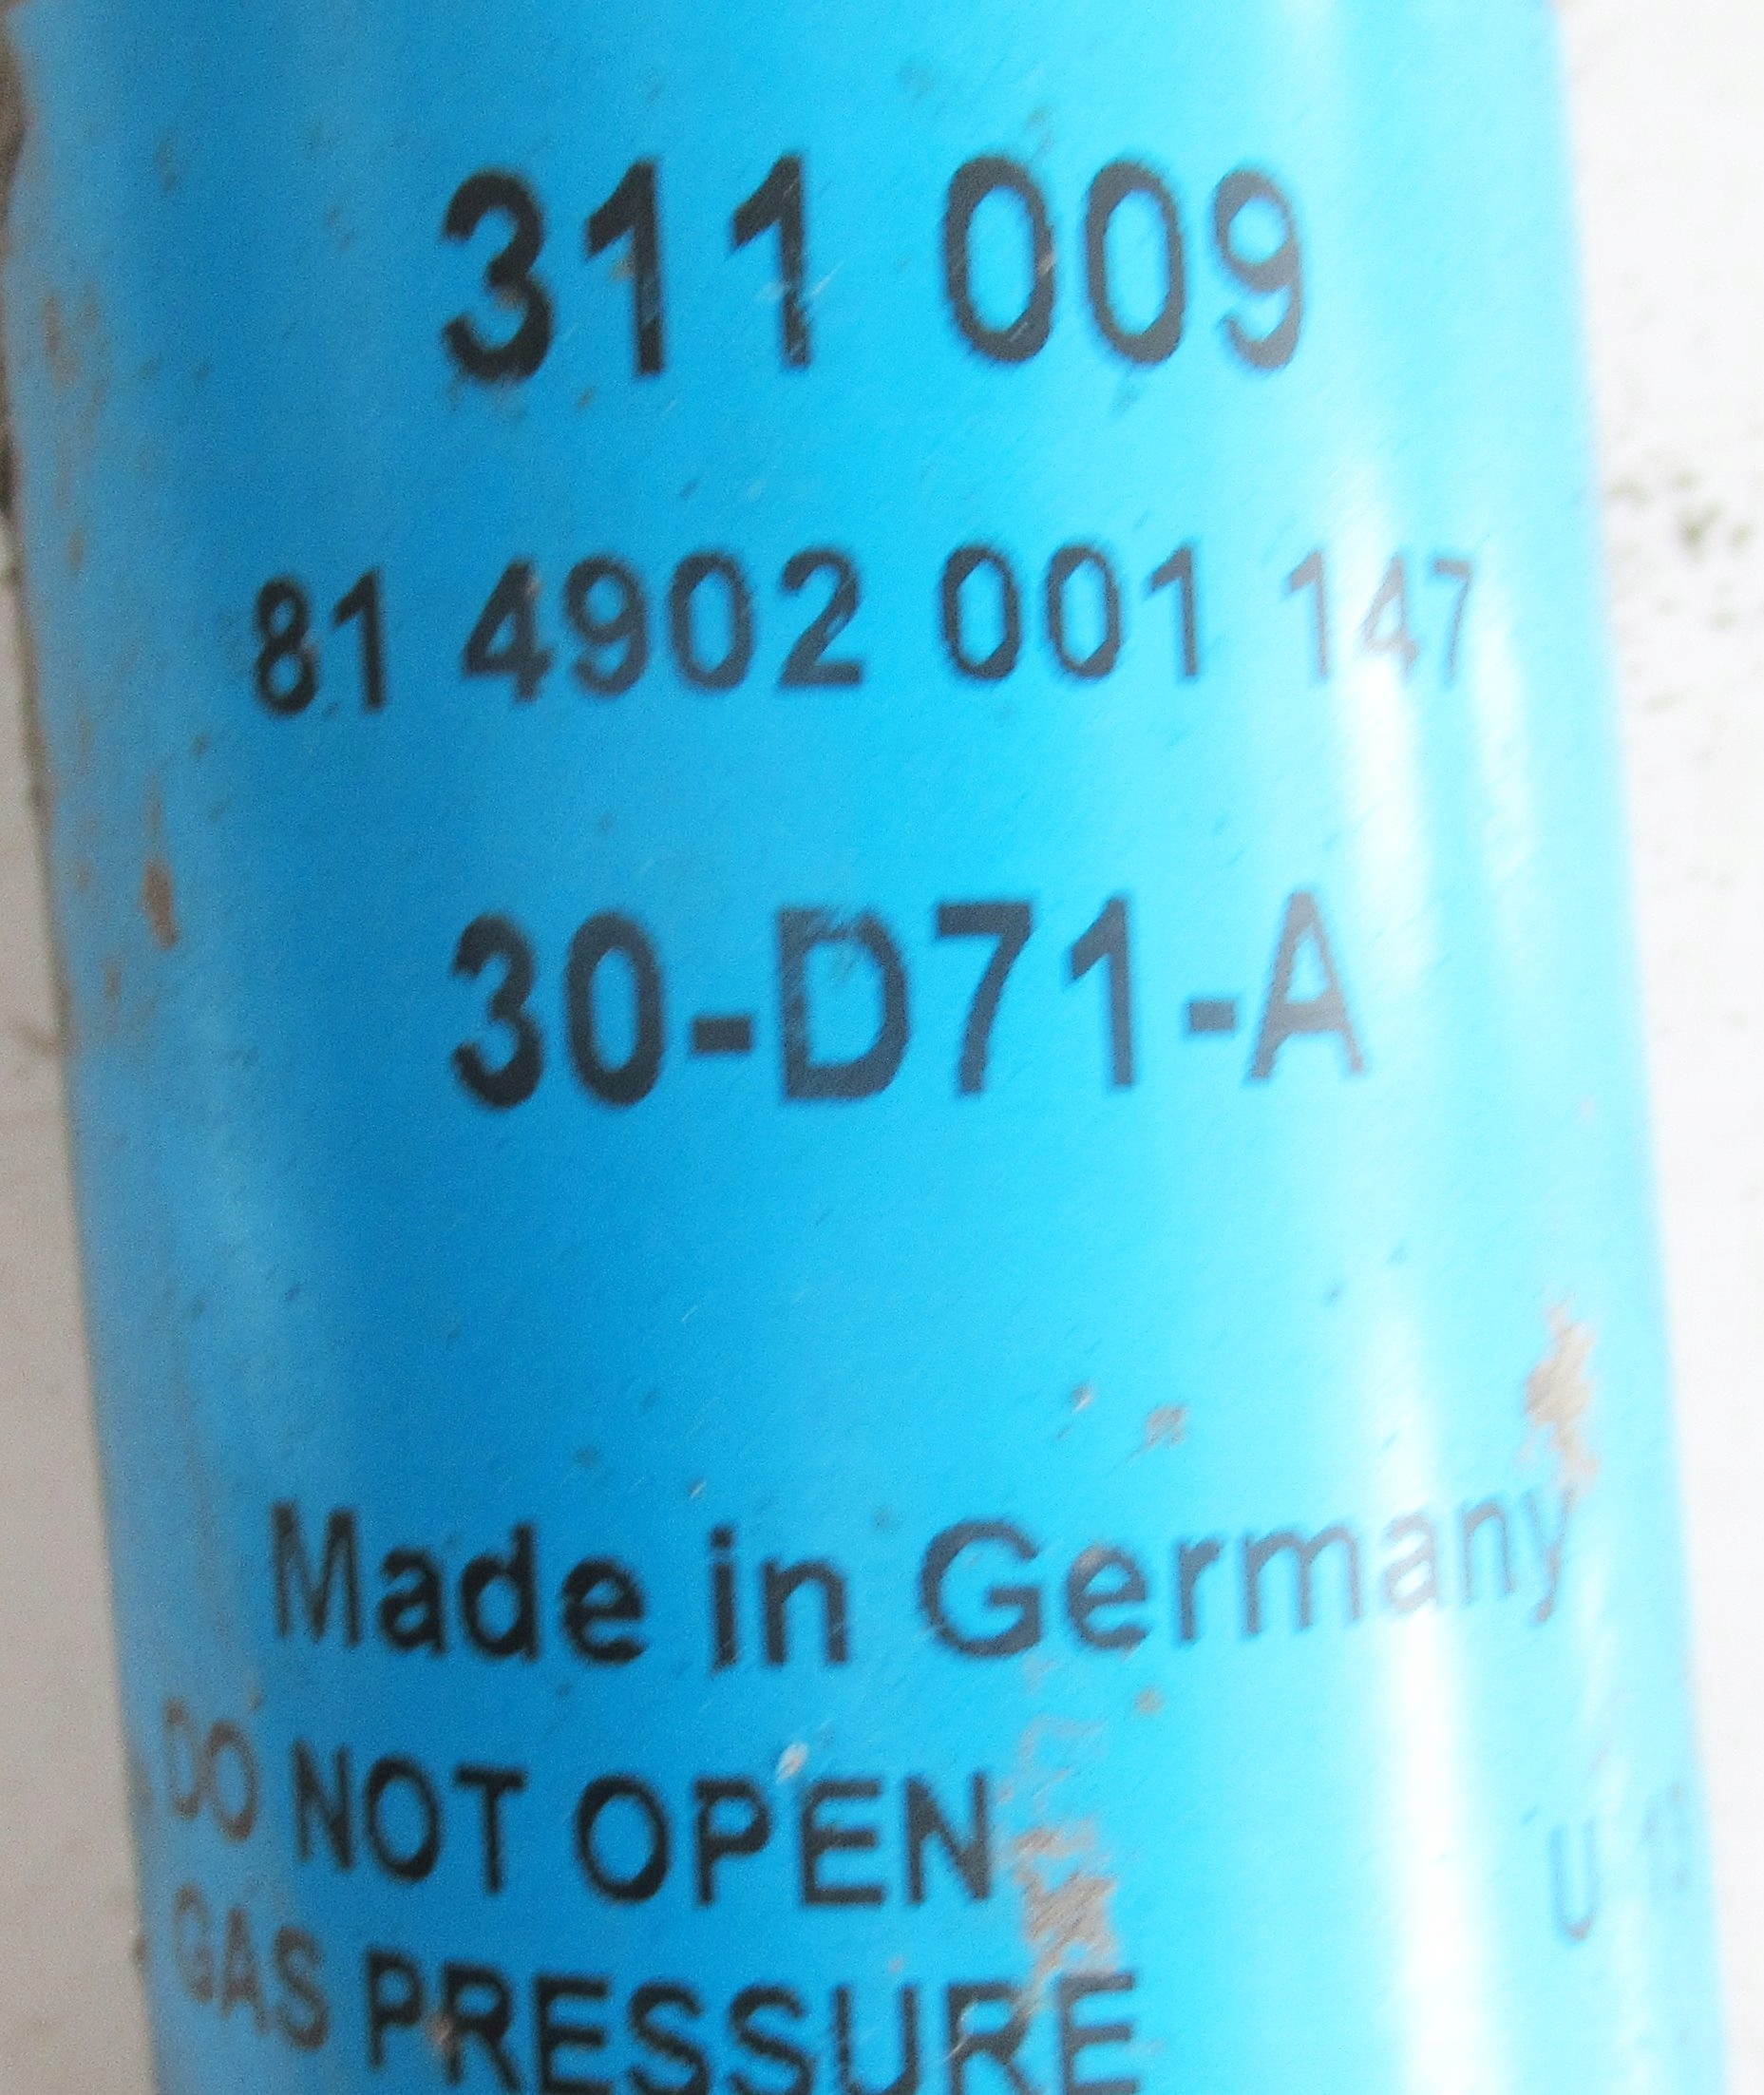 311 009
81 4902 001 147
30-D71-A
Made in Germany
DO NOT OPEN
U
GAS PRESSURE